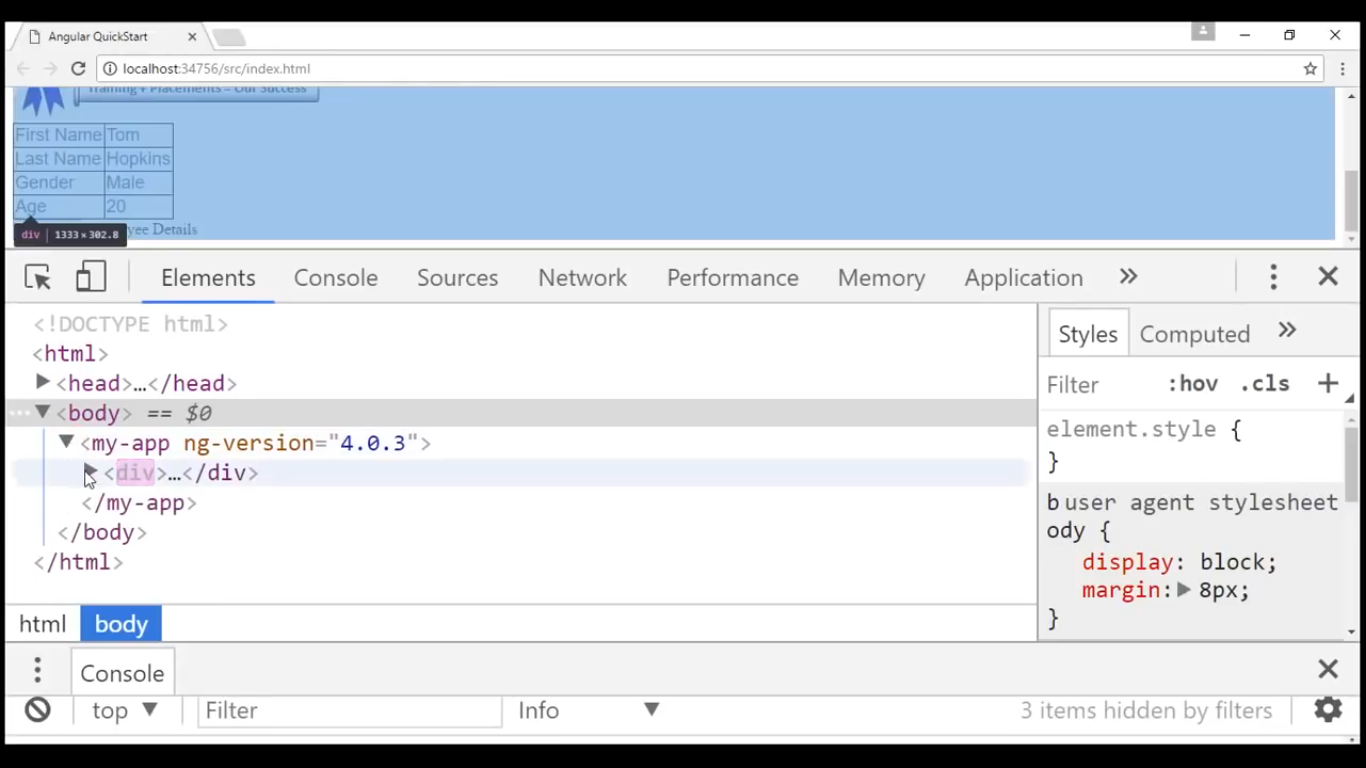 Angular QuickStart
localhost:34756/src/index.html
Training + Placements = Our Success
First Name Tom
Last Name Hopkins
Gender Male
Age 20
div 1333 × 302.8 yee Details
Elements Console Sources Network Performance Memory Application
<!DOCTYPE html>
<html>
<head>…</head>
<body> == $0
<my-app ng-version="4.0.3">
<div>…</div>
</my-app>
</body>
</html>
html body
Styles Computed
Filter :hov .cls +
element.style {
}
b user agent stylesheet
ody {
display: block;
margin: 8px;
}
Console
top Filter Info 3 items hidden by filters